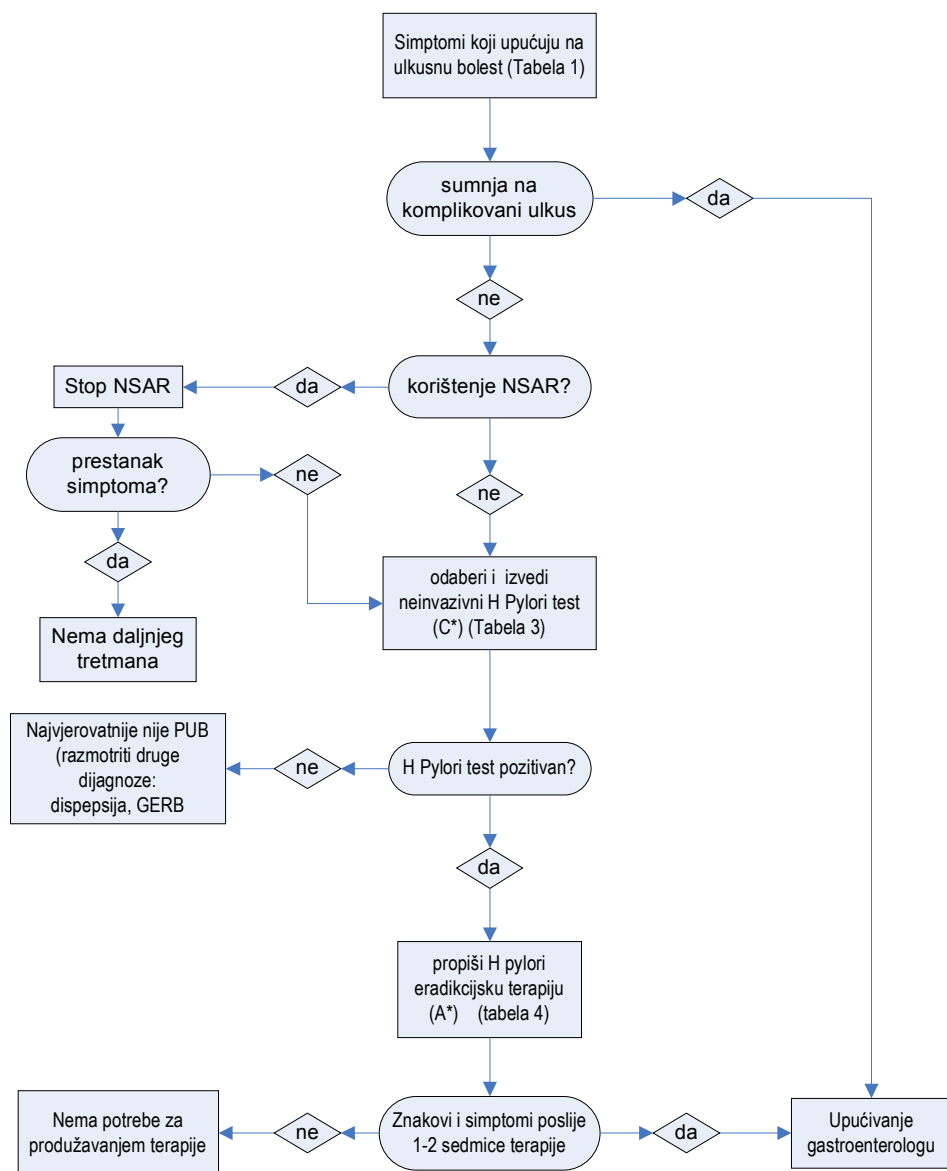 Simptomi koji upućuju na
ulkusnu bolest (Tabela 1)
sumnja na
komplikovani ulkus
da
ne
Stop NSAR
da
korištenje NSAR?
prestanak
simptoma?
ne
ne
da
odaberi i izvedi
neinvazivni H Pylori test
(C*) (Tabela 3)
Nema daljnjeg
tretmana
Najvjerovatnije nije PUB
(razmotriti druge
dijagnoze:
dispepsija, GERB
ne
H Pylori test pozitivan?
da
propiši H pylori
eradikcijsku terapiju
(A*) (tabela 4)
Nema potrebe za
produžavanjem terapije
ne
Znakovi i simptomi poslije
1-2 sedmice terapije
da
Upućivanje
gastroenterologu